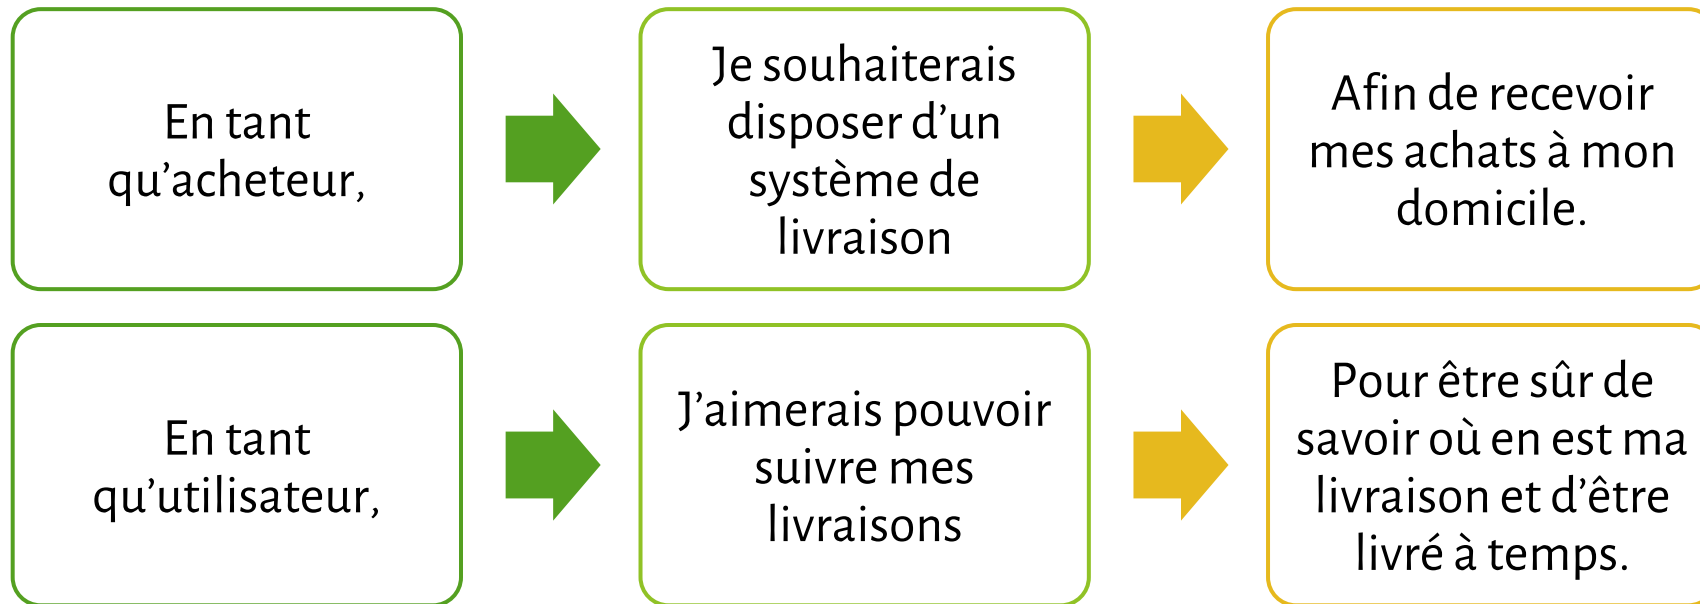 En tant
qu’acheteur,
Je souhaiterais
disposer d’un
système de
livraison
Afin de recevoir
mes achats à mon
domicile.
En tant
qu’utilisateur,
J’aimerais pouvoir
suivre mes
livraisons
Pour être sûr de
savoir où en est ma
livraison et d’être
livré à temps.